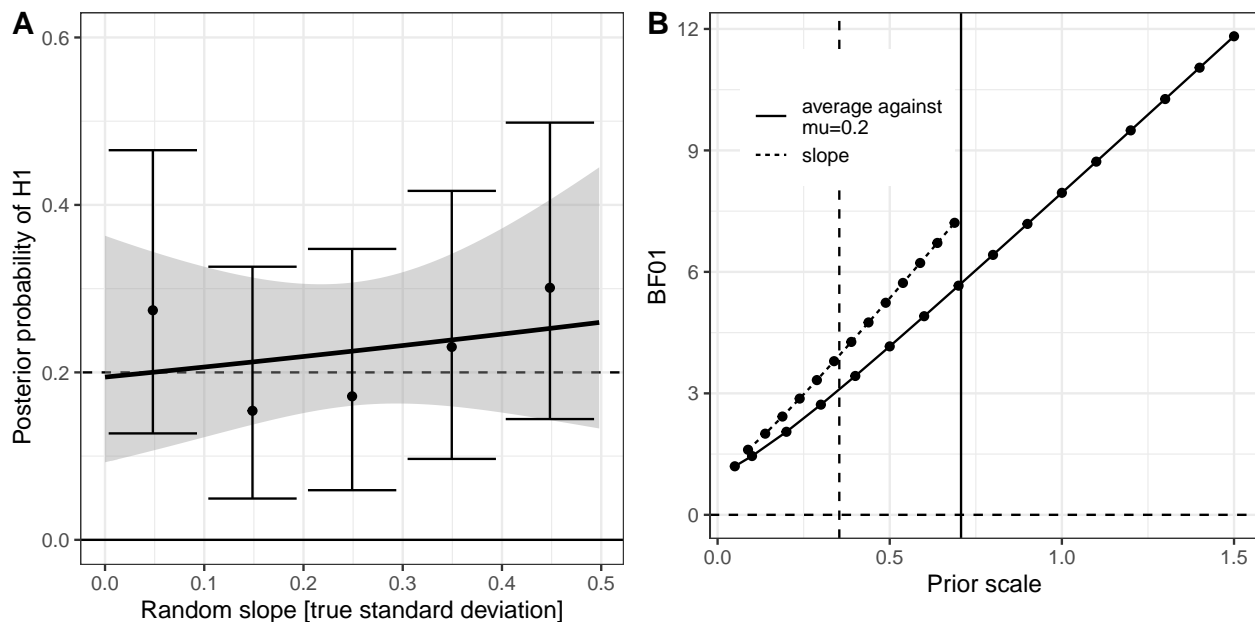 A
Posterior probability of H1
0.6
0.4
0.2
0.0
0.0 0.1 0.2 0.3 0.4 0.5
Random slope [true standard deviation]
B
BF01
12
9
6
3
0
average against
mu=0.2
slope
0.0 0.5 1.0 1.5
Prior scale